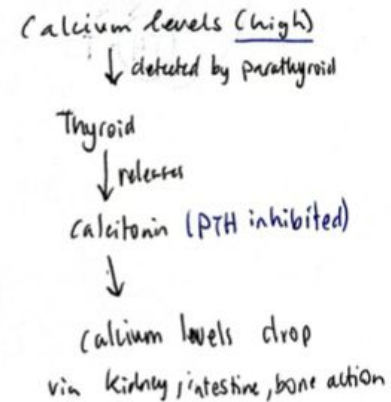 Calcium levels (high)
↓ detected by parathyroid
Thyroid
↓ releases
Calcitonin (PTH inhibited)
↓
Calcium levels drop
via kidney, intestine, bone action